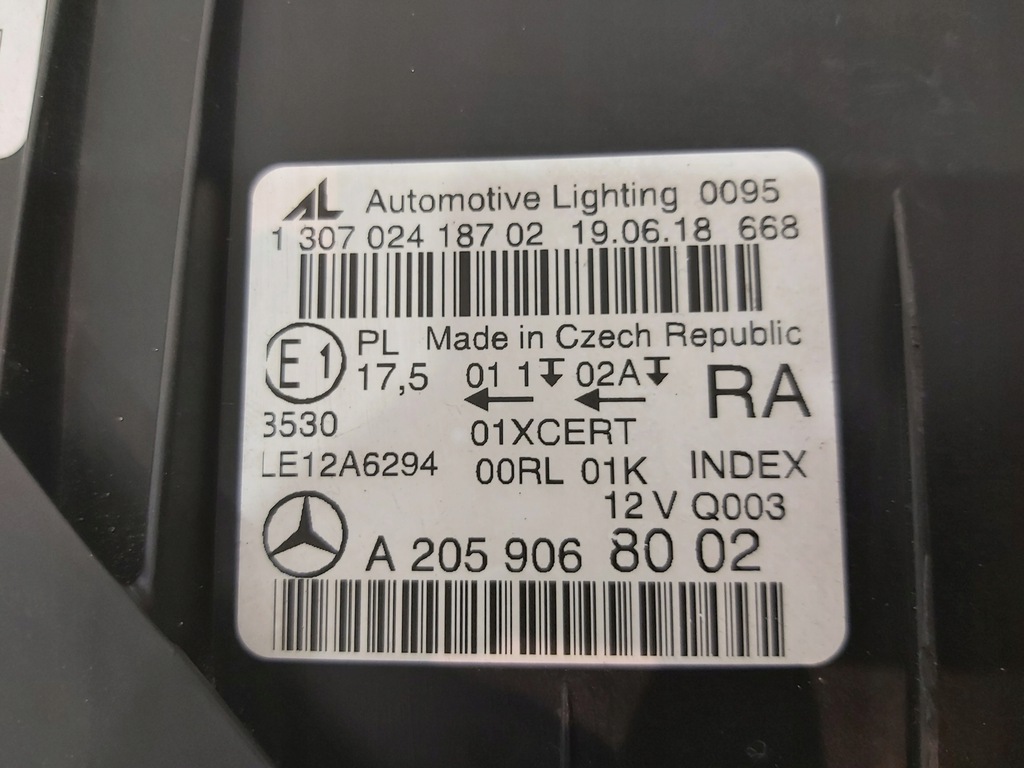 AL Automotive Lighting 0095
1 307 024 187 02 19.06.18 668
E1 PL Made in Czech Republic
17,5 01 1 02A RA
3530 01XCERT
LE12A6294 00RL 01K INDEX
12 V Q003
A 205 906 80 02